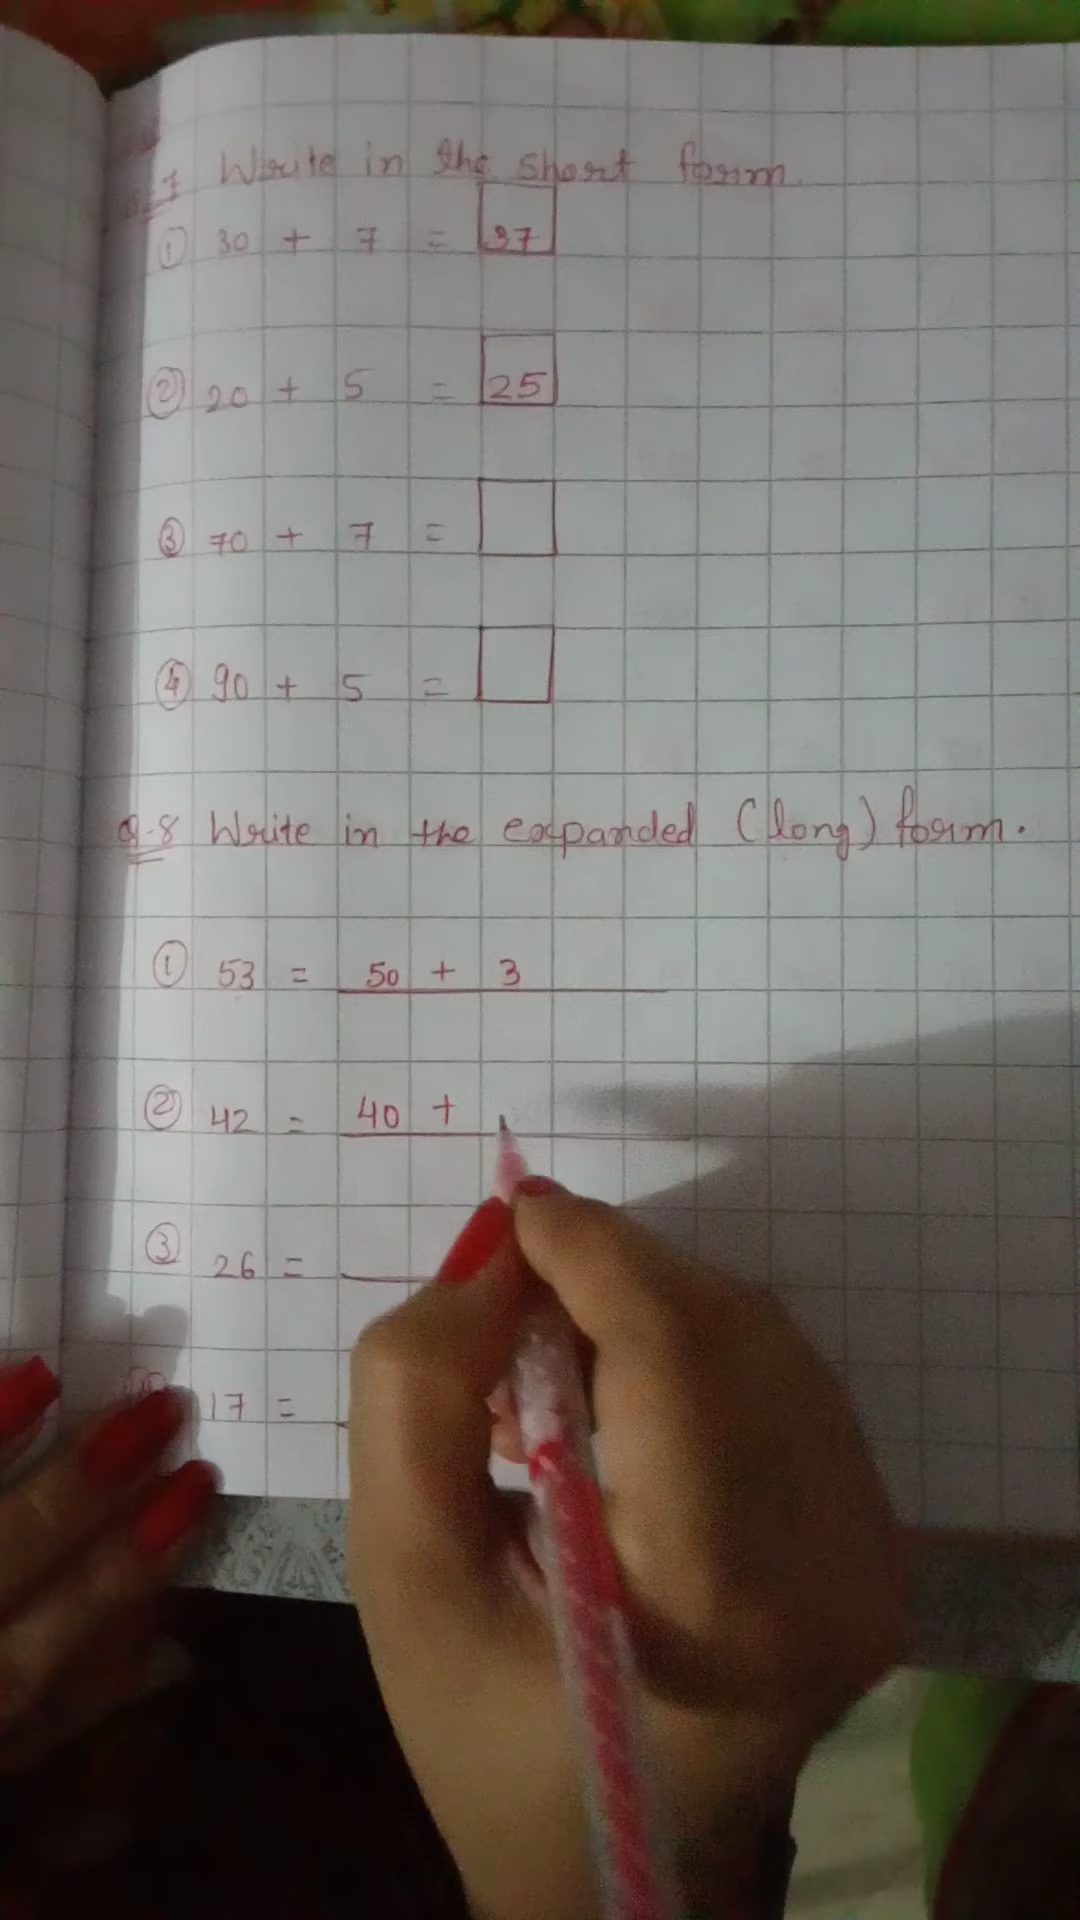 Write in the short form.
① 30 + 7 = 37
② 20 + 5 = 25
③ 70 + 7 =
④ 90 + 5 =
Q.8 Write in the expanded (long) form.
① 53 = 50 + 3
② 42 = 40 +
③ 26 =
17 =